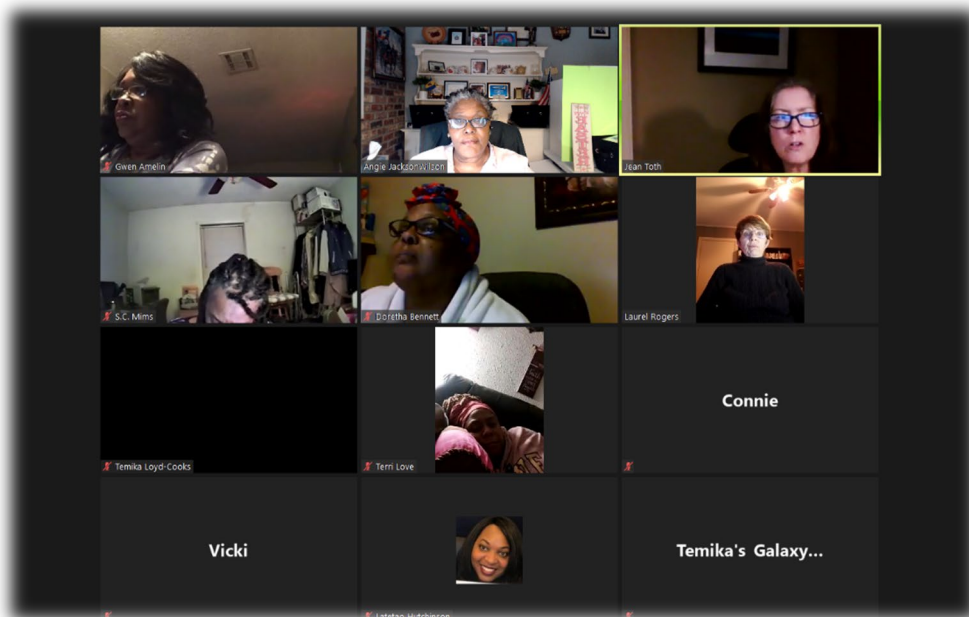 Gwen Amelin
Angie Jackson Wilson
Jean Toth
S.C. Mims
Doretha Bennett
Laurel Rogers
Temika Loyd-Cooks
Terri Love
Connie
Vicki
Hutchinson
Temika's Galaxy...